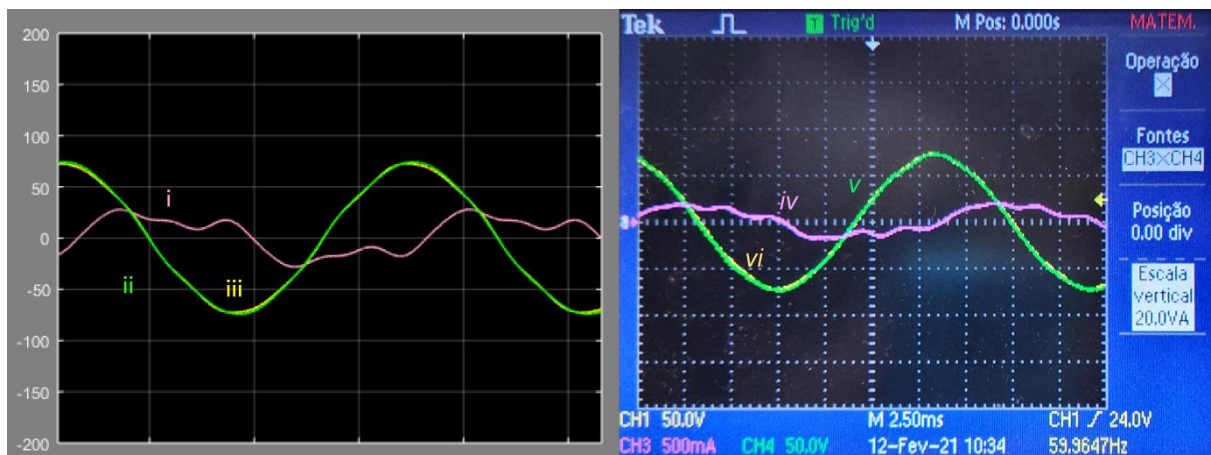 200
150
100
50
0
-50
-100
-150
-200
i
ii
iii
Tek
Trig'd
M Pos: 0.000s
MATEM.
Operação
×
Fontes
CH3×CH4
Posição
0.00 div
Escala
vertical
20.0VA
iv
v
vi
CH1 50.0V
M 2.50ms
CH1 / 24.0V
CH3 500mA
CH4 50.0V
12-Fev-21 10:34
59.9647Hz